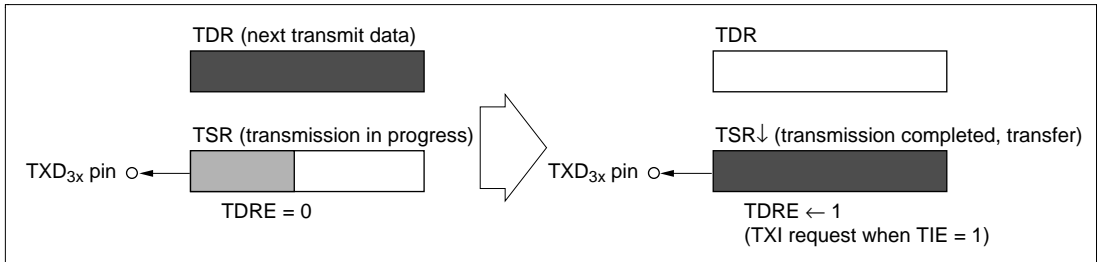 TDR (next transmit data)
TSR (transmission in progress)
TXD3x pin
TDRE = 0
TDR
TSR↓ (transmission completed, transfer)
TXD3x pin
TDRE ← 1
(TXI request when TIE = 1)